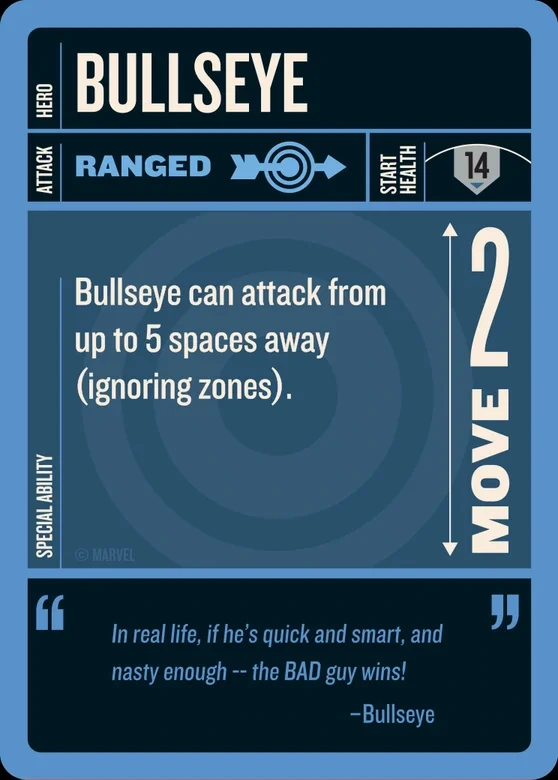 HERO
BULLSEYE
ATTACK
RANGED
START
HEALTH
14
SPECIAL ABILITY
Bullseye can attack from
up to 5 spaces away
(ignoring zones).
MOVE 2
© MARVEL
“
”
In real life, if he’s quick and smart, and
nasty enough -- the BAD guy wins!
–Bullseye